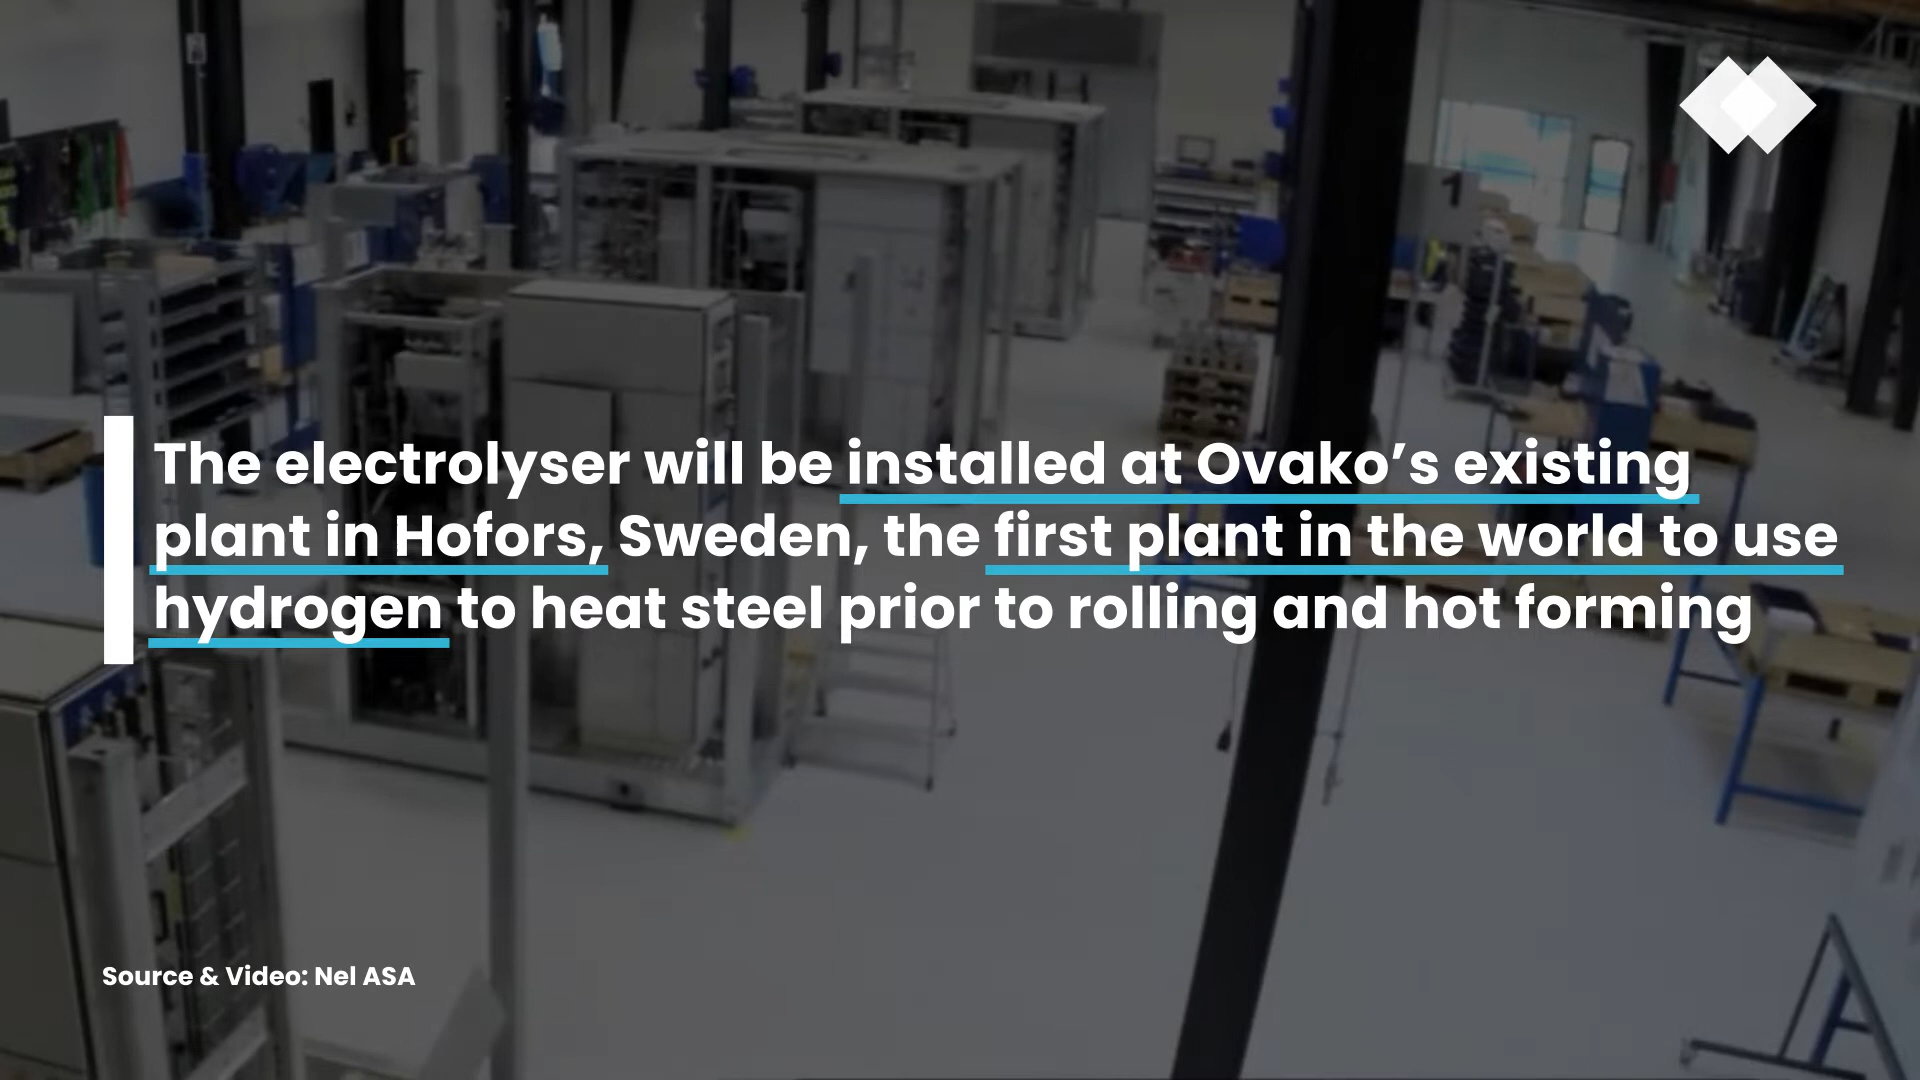 1
The electrolyser will be installed at Ovako’s existing
plant in Hofors, Sweden, the first plant in the world to use
hydrogen to heat steel prior to rolling and hot forming
Source & Video: Nel ASA